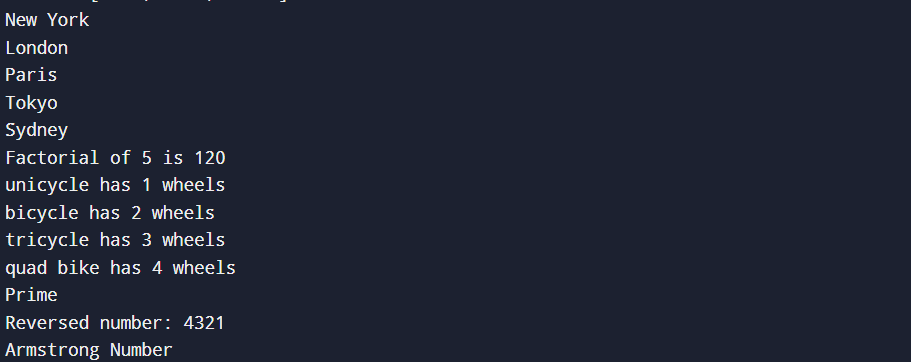 New York
London
Paris
Tokyo
Sydney
Factorial of 5 is 120
unicycle has 1 wheels
bicycle has 2 wheels
tricycle has 3 wheels
quad bike has 4 wheels
Prime
Reversed number: 4321
Armstrong Number